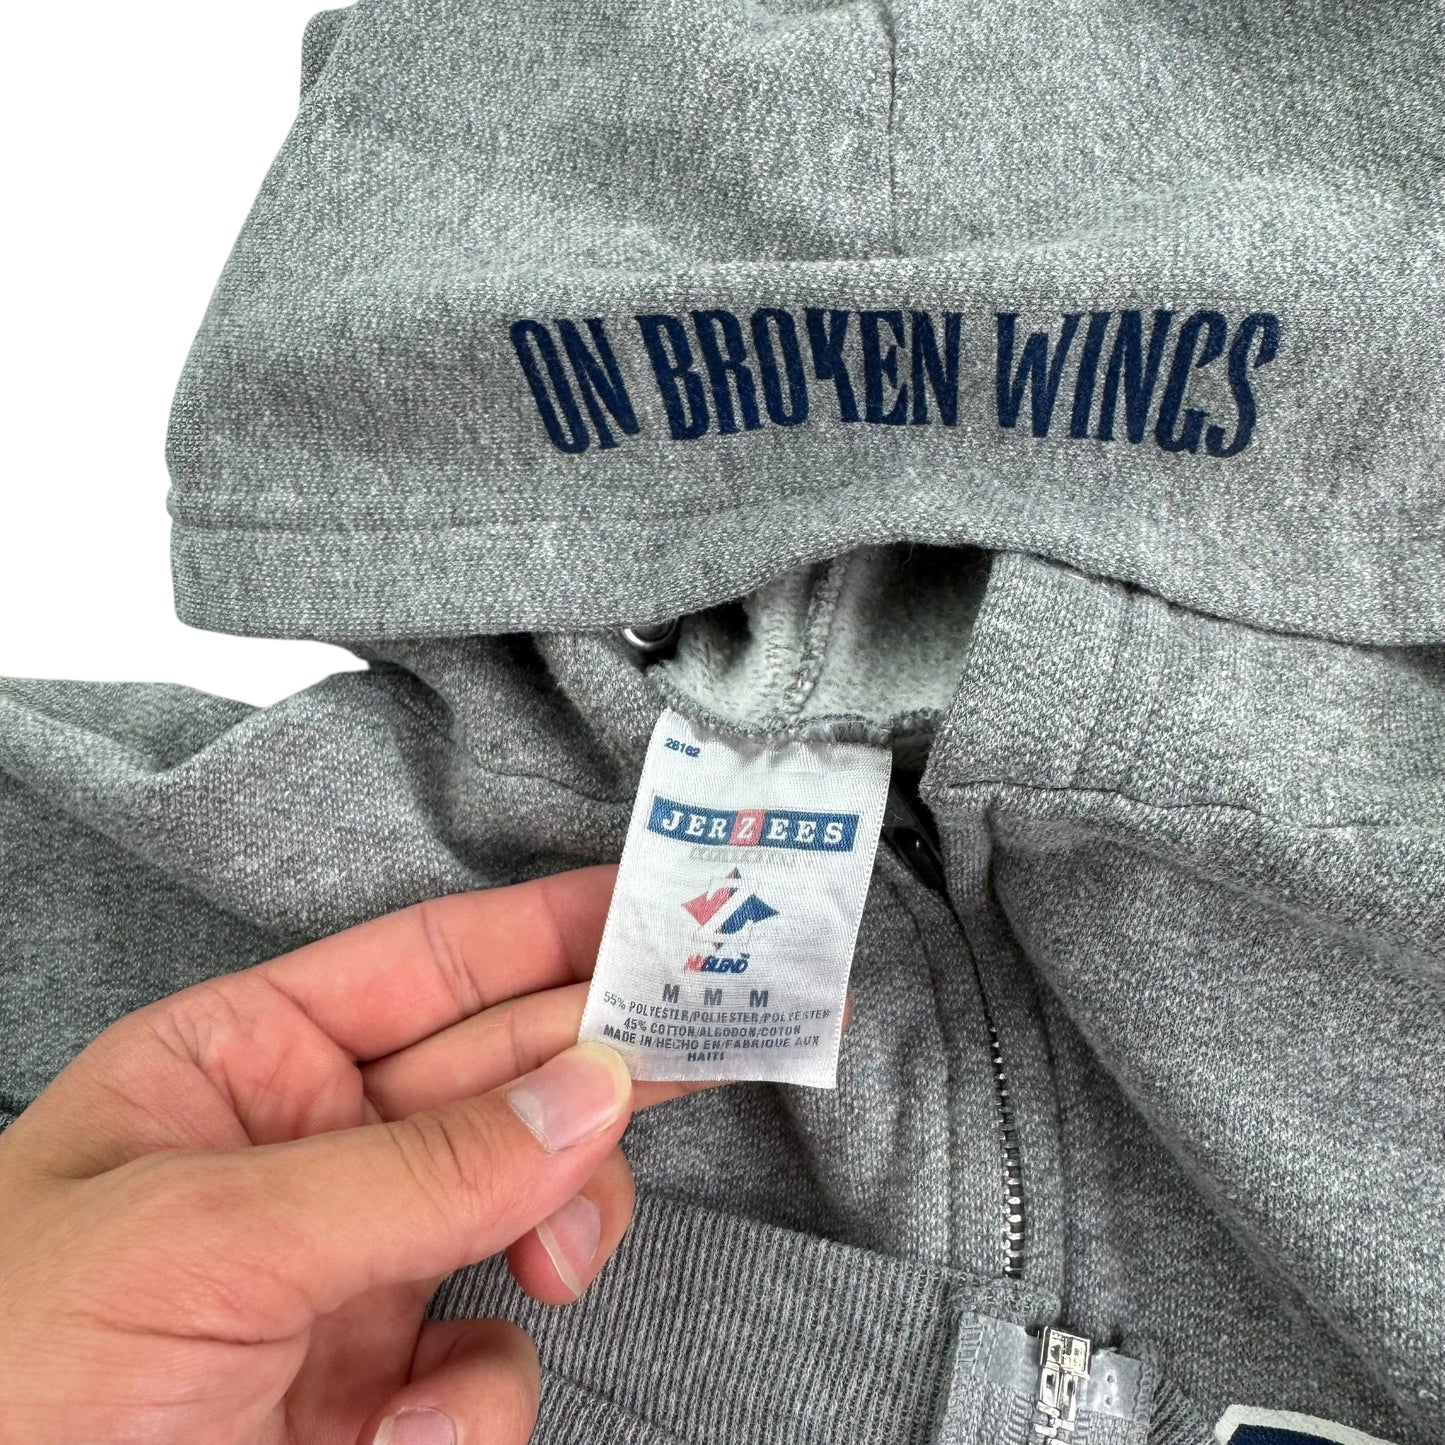 ON BROKEN WINGS
28162
JERZEES
NUBLEND
M M M
55% POLYESTER/POLIESTER/POLYESTER
45% COTTON/ALGODON/COTON
MADE IN/HECHO EN/FABRIQUE AUX
HAITI